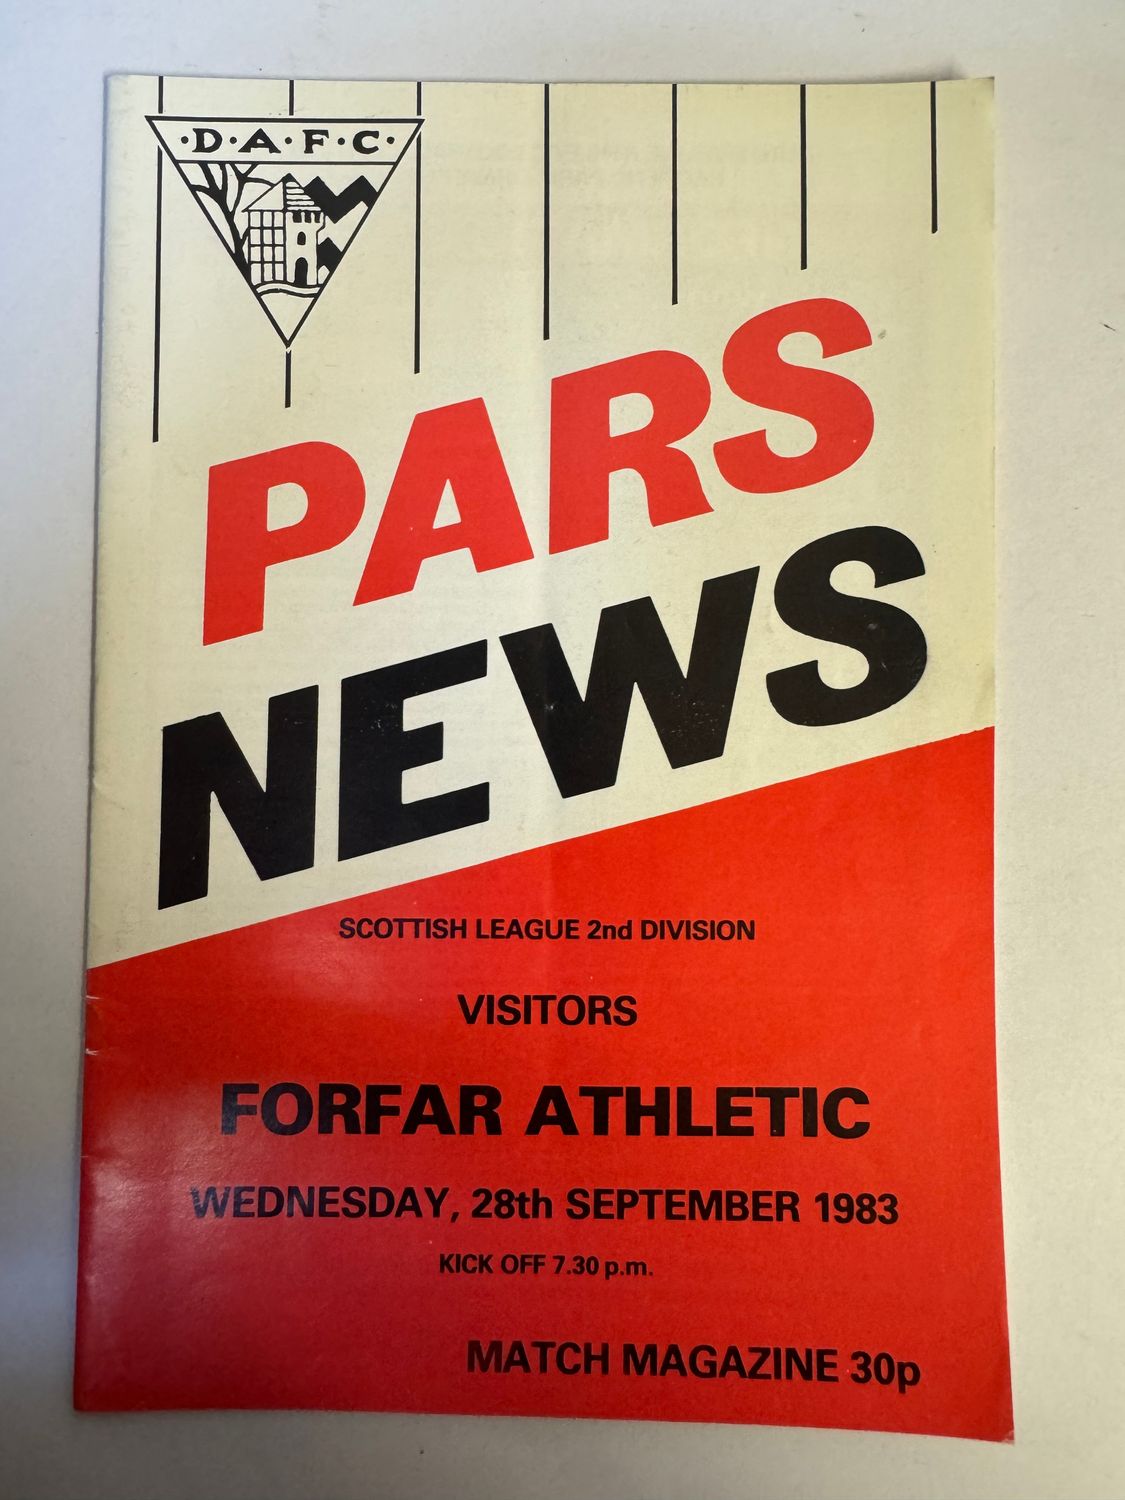 ·D·A·F·C·
PARS
NEWS
SCOTTISH LEAGUE 2nd DIVISION
VISITORS
FORFAR ATHLETIC
WEDNESDAY, 28th SEPTEMBER 1983
KICK OFF 7.30 p.m.
MATCH MAGAZINE 30p